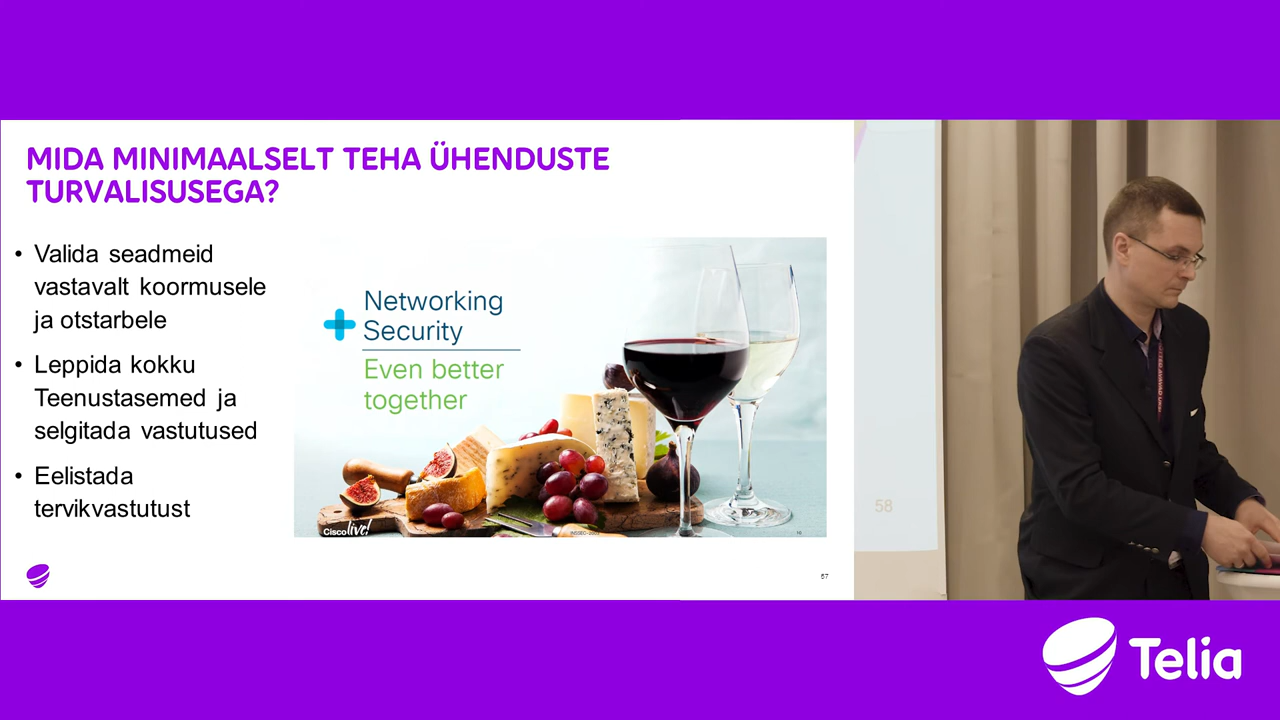 MIDA MINIMAALSELT TEHA ÜHENDUSTE
TURVALISUSEGA?
• Valida seadmeid
vastavalt koormusele
ja otstarbele
• Leppida kokku
Teenustasemed ja
selgitada vastutused
• Eelistada
tervikvastutust
Networking
Security
Even better
together
Cisco live!
16
57
58
Telia